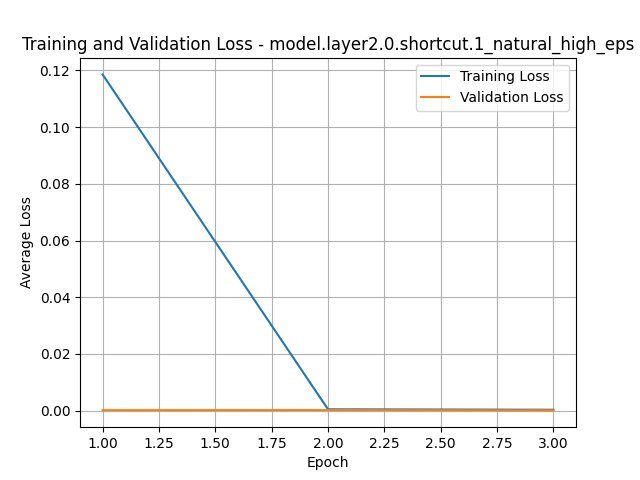 Training and Validation Loss - model.layer2.0.shortcut.1_natural_high_eps
Training Loss
Validation Loss
0.12
0.10
0.08
0.06
0.04
0.02
0.00
Average Loss
1.00 1.25 1.50 1.75 2.00 2.25 2.50 2.75 3.00
Epoch